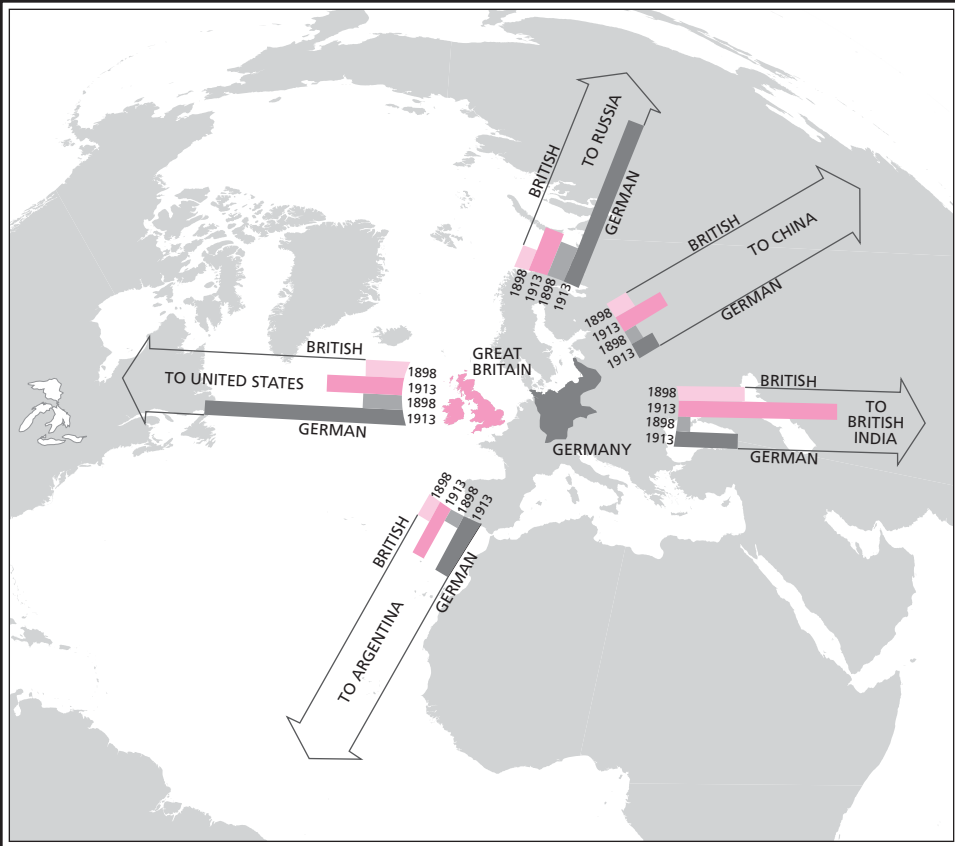 BRITISH
TO RUSSIA
GERMAN
1898
1913
1898
1913
BRITISH
TO CHINA
GERMAN
1898
1913
1898
1913
BRITISH
TO UNITED STATES
GERMAN
1898
1913
1898
1913
GREAT
BRITAIN
GERMANY
1898
1913
1898
1913
BRITISH
TO
BRITISH
INDIA
GERMAN
1898
1913
1898
1913
BRITISH
TO ARGENTINA
GERMAN